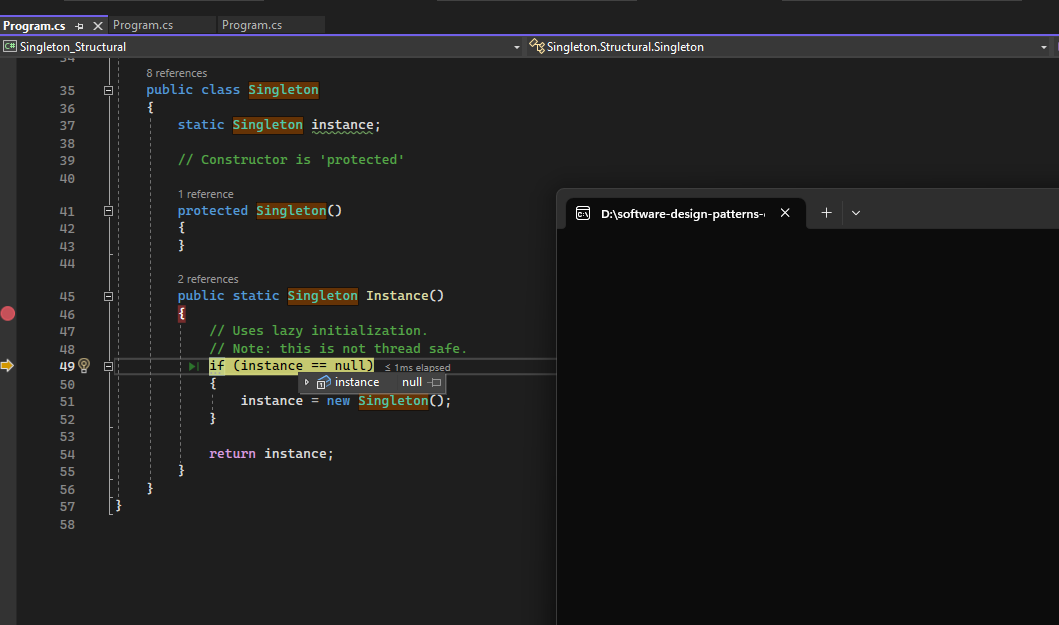 Program.cs
Program.cs
Program.cs
C# Singleton_Structural
Singleton.Structural.Singleton
34
8 references
35 public class Singleton
36 {
37 static Singleton instance;
38
39 // Constructor is 'protected'
40
1 reference
41 protected Singleton()
42 {
43 }
44
2 references
45 public static Singleton Instance()
46 {
47 // Uses lazy initialization.
48 // Note: this is not thread safe.
49 if (instance == null) ≤ 1ms elapsed
instance null
50 {
51 instance = new Singleton();
52 }
53
54 return instance;
55 }
56 }
57 }
58
D:\software-design-patterns-